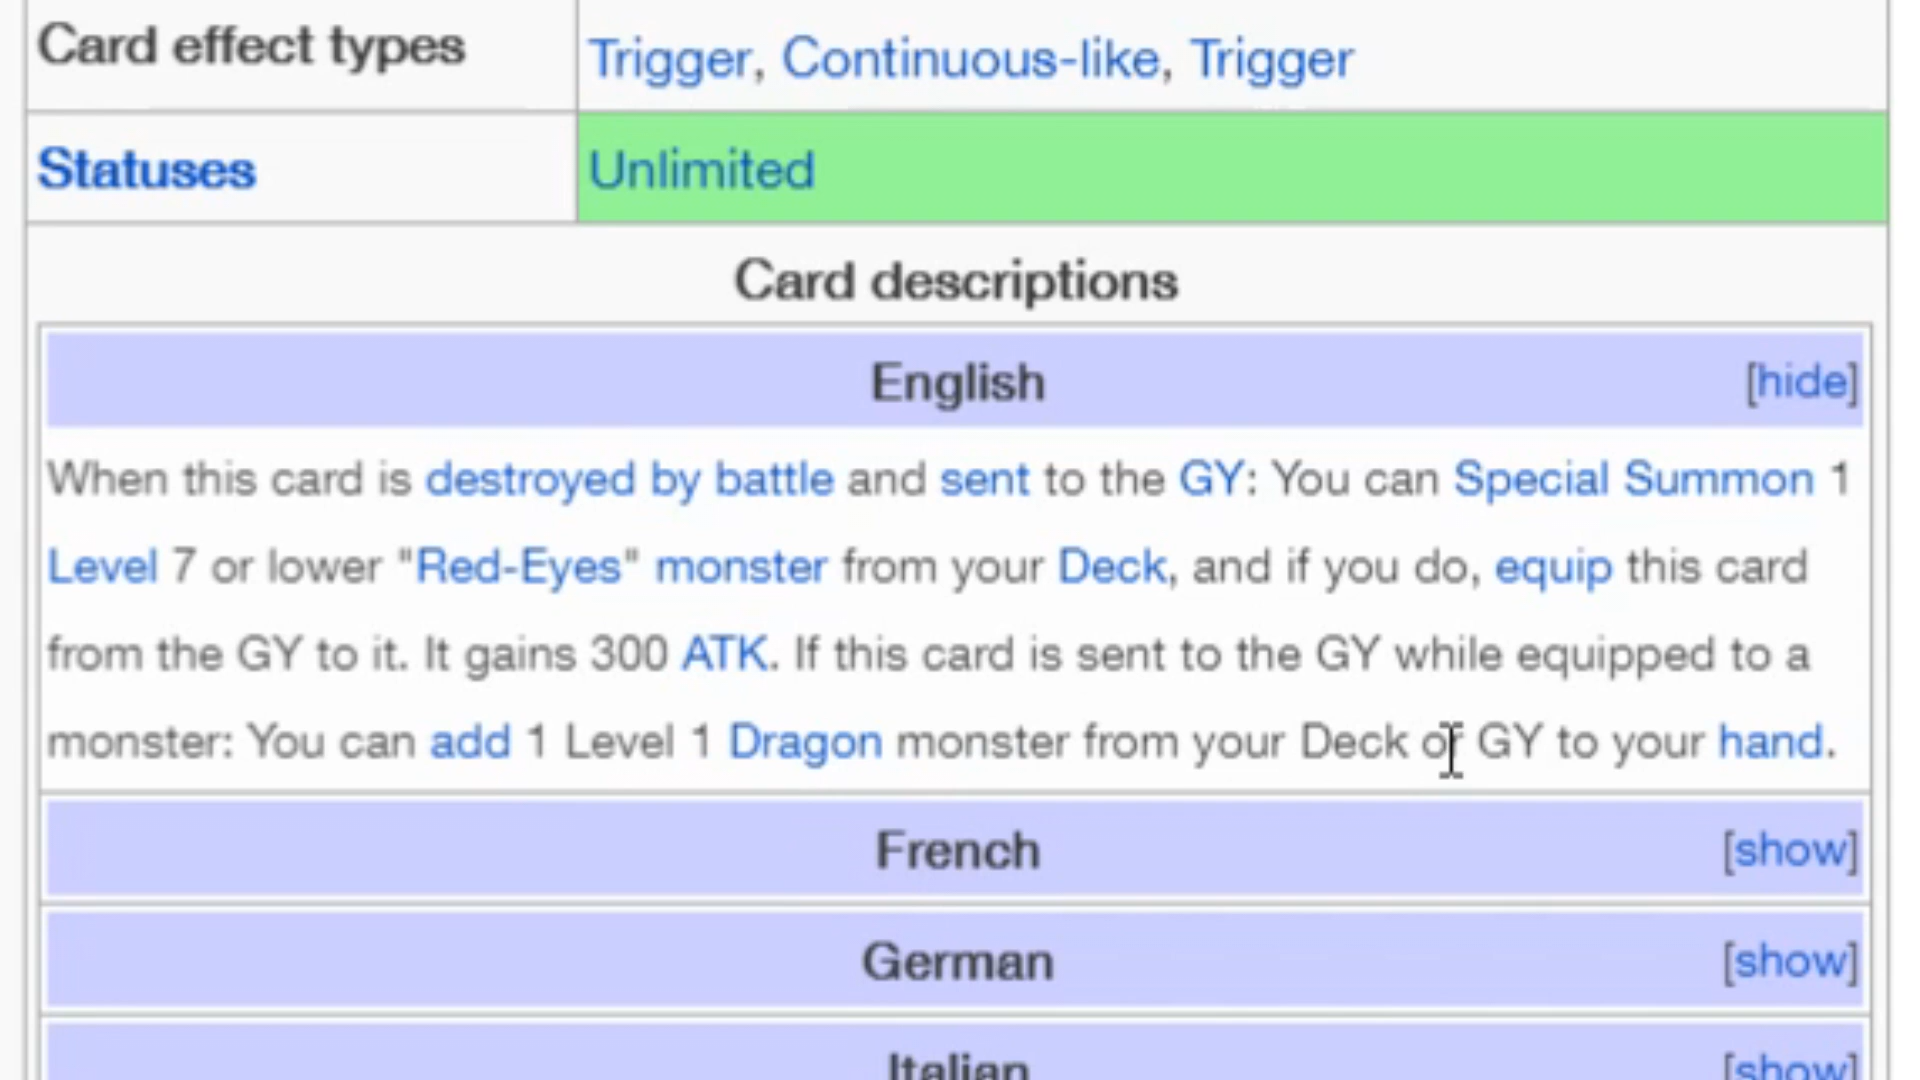 Card effect types
Trigger, Continuous-like, Trigger
Statuses
Unlimited
Card descriptions
English
[hide]
When this card is destroyed by battle and sent to the GY: You can Special Summon 1
Level 7 or lower "Red-Eyes" monster from your Deck, and if you do, equip this card
from the GY to it. It gains 300 ATK. If this card is sent to the GY while equipped to a
monster: You can add 1 Level 1 Dragon monster from your Deck or GY to your hand.
French
[show]
German
[show]
Italian
[show]